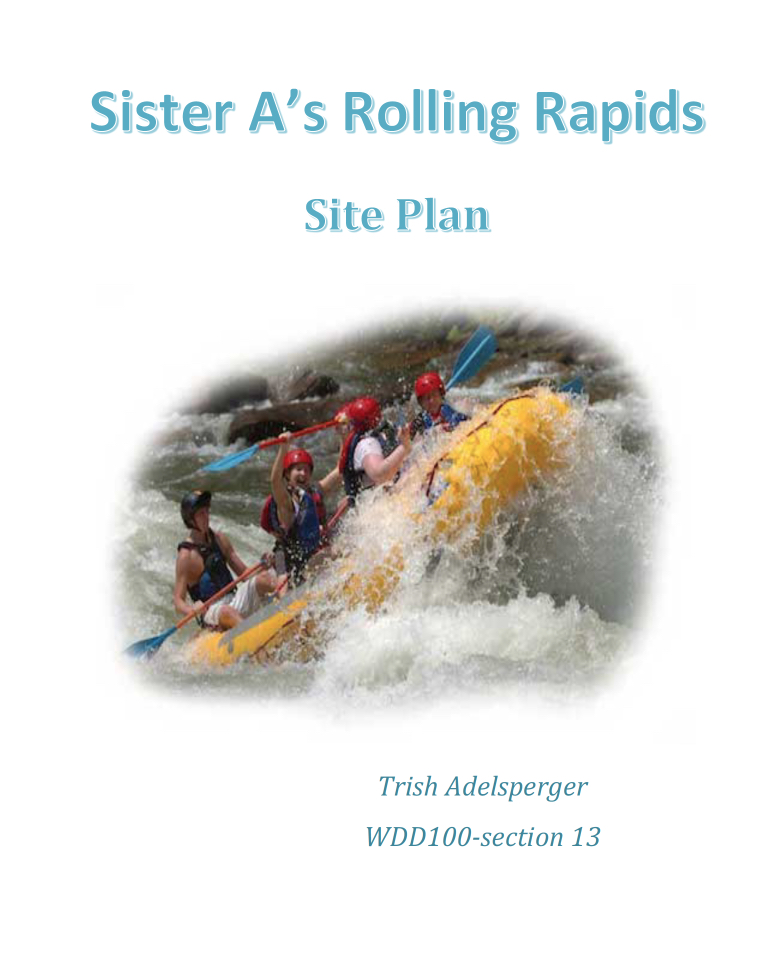 Sister A’s Rolling Rapids
Site Plan
Trish Adelsperger
WDD100-section 13